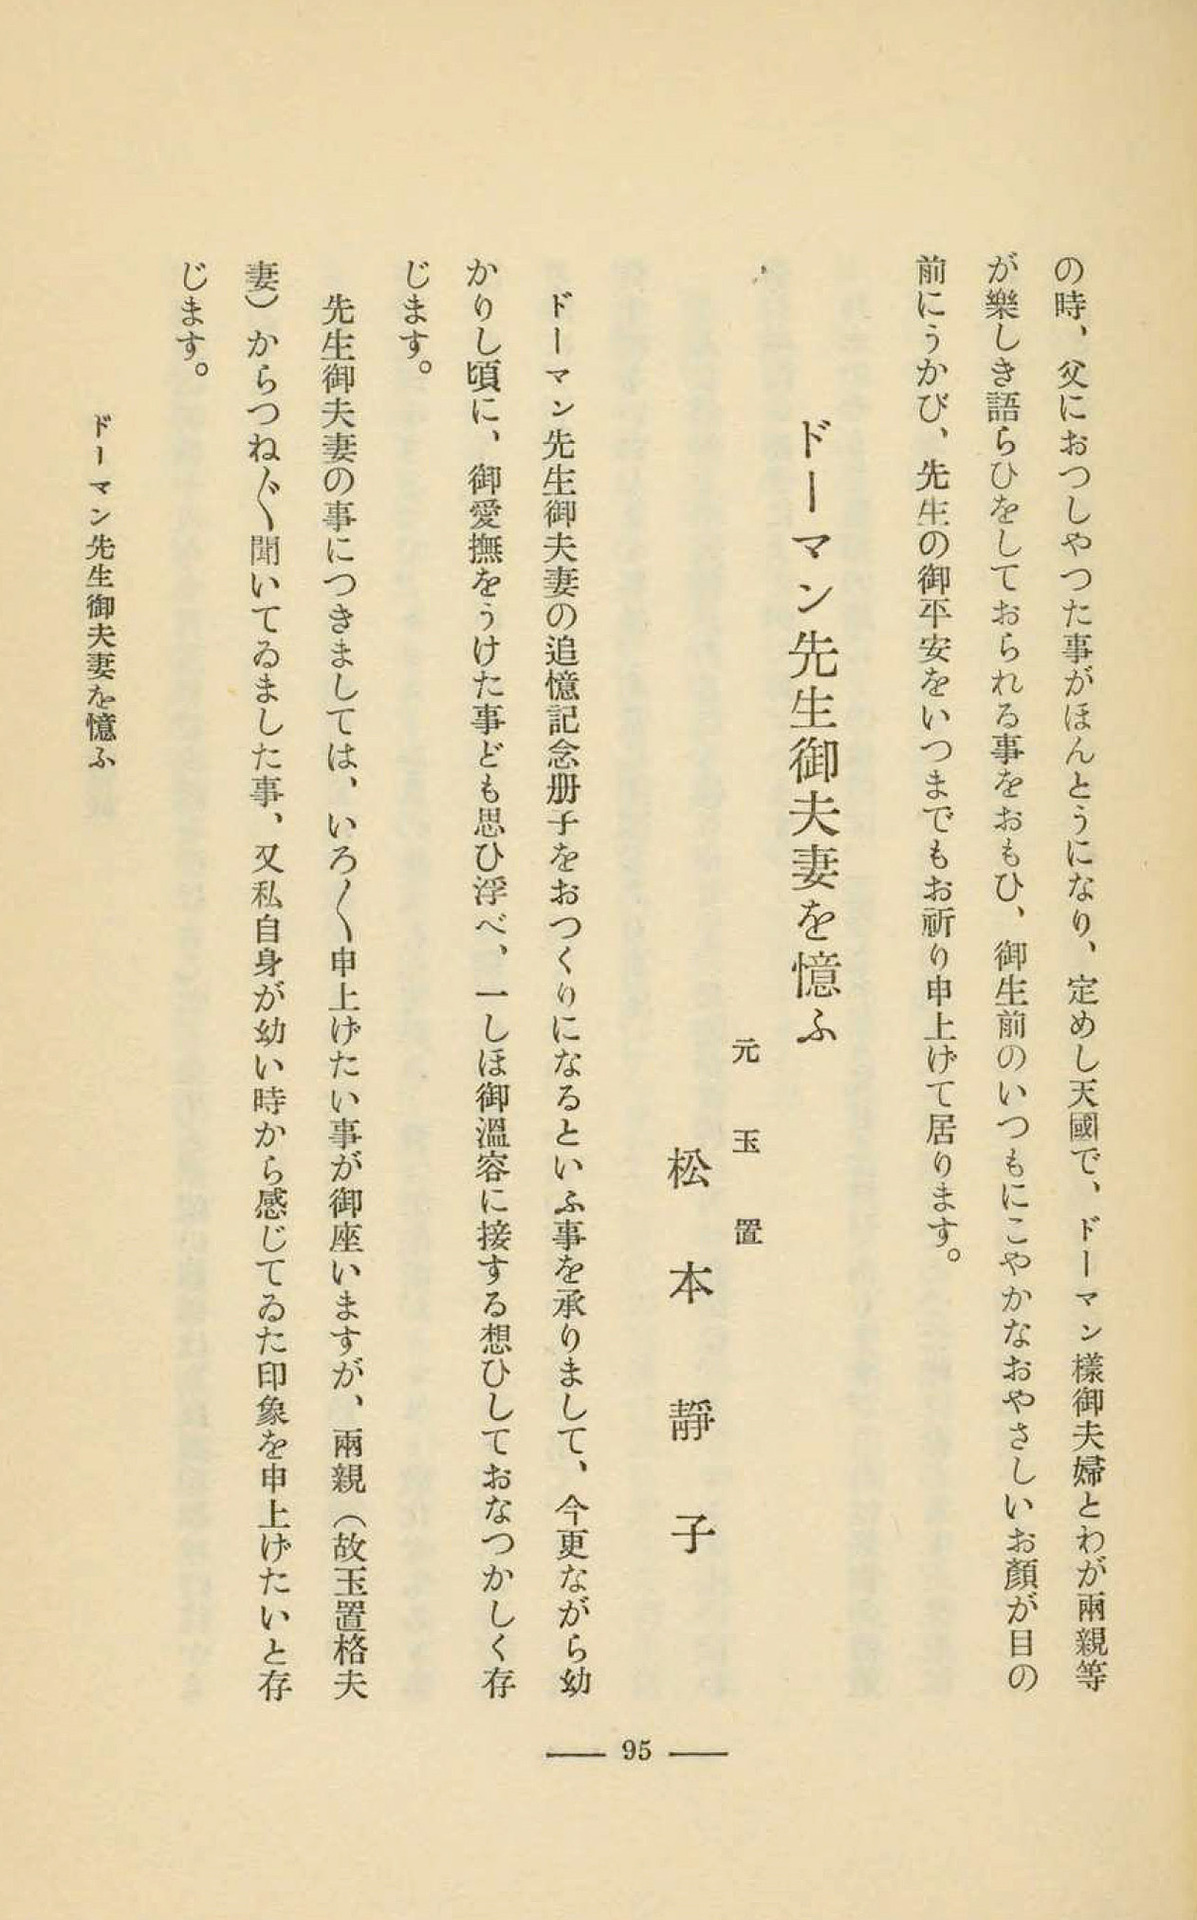 の時、父におつしやつた事がほんとうになり、定めし天國で、ドーマン樣御夫婦とわが兩親等
が樂しき語らひをしておられる事をおもひ、御生前のいつもにこやかなおやさしいお顏が目の
前にうかび、先生の御平安をいつまでもお祈り申上げて居ります。
ドーマン先生御夫妻を憶ふ
元玉置
松本靜子
ドーマン先生御夫妻の追憶記念册子をおつくりになるといふ事を承りまして、今更ながら幼
かりし頃に、御愛撫をうけた事ども思ひ浮べ、一しほ御溫容に接する想ひしておなつかしく存
じます。
先生御夫妻の事につきましては、いろ〱申上げたい事が御座いますが、兩親（故玉置格夫
妻）からつね〲聞いてゐました事、又私自身が幼い時から感じてゐた印象を申上げたいと存
じます。
ドーマン先生御夫妻を憶ふ
95